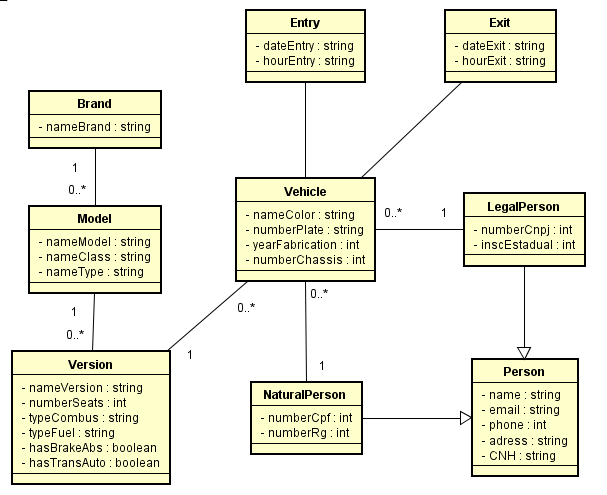 Entry
- dateEntry : string
- hourEntry : string
Exit
- dateExit : string
- hourExit : string
Brand
- nameBrand : string
1
0..*
Model
- nameModel : string
- nameClass : string
- nameType : string
1
0..*
Vehicle
- nameColor : string
- numberPlate : string
- yearFabrication : int
- numberChassis : int
0..*
1
LegalPerson
- numberCnpj : int
- inscEstadual : int
0..*
1
0..*
1
Version
- nameVersion : string
- numberSeats : int
- typeCombus : string
- typeFuel : string
- hasBrakeAbs : boolean
- hasTransAuto : boolean
NaturalPerson
- numberCpf : int
- numberRg : int
Person
- name : string
- email : string
- phone : int
- adress : string
- CNH : string